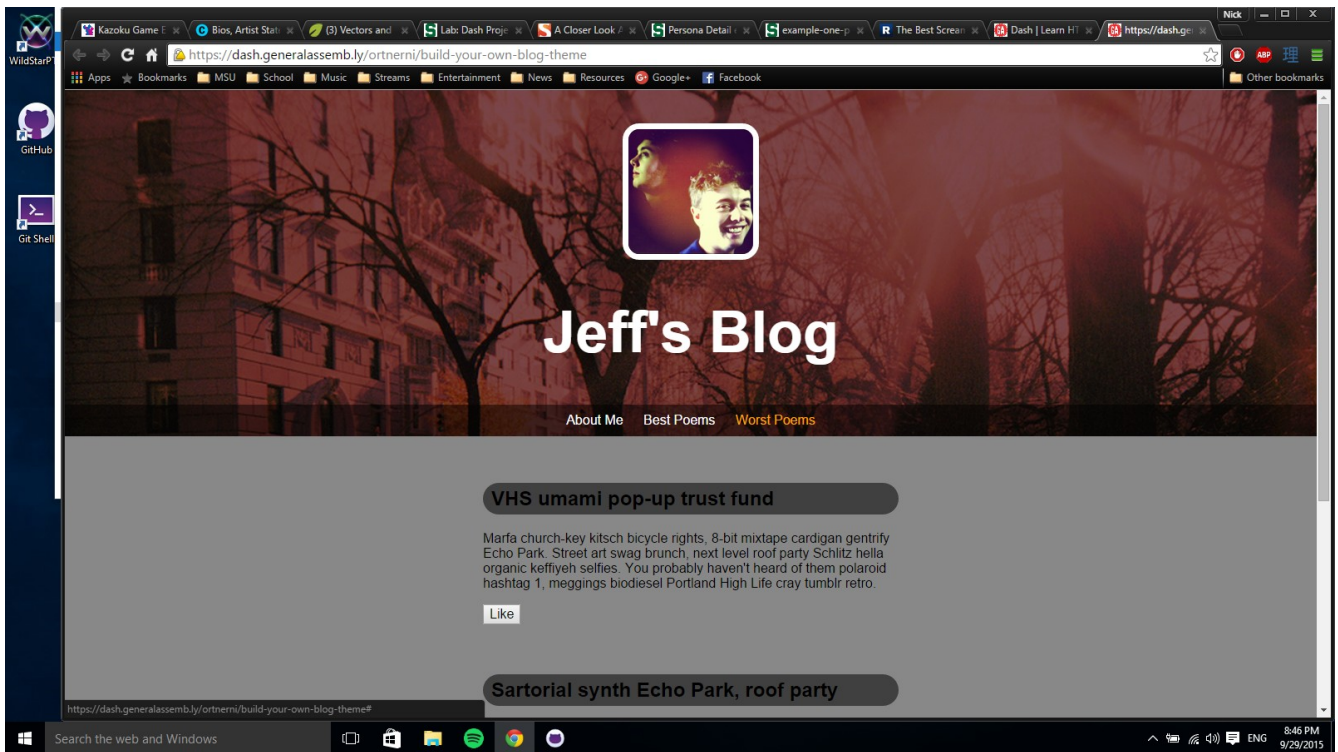 Nick
Kazoku Game E
Bios, Artist Stat
(3) Vectors and
Lab: Dash Proje
A Closer Look A
Persona Detail
example-one-p
The Best Screan
Dash | Learn HT
https://dash.gen
https://dash.generalassemb.ly/ortnerni/build-your-own-blog-theme
ABP
理
Apps Bookmarks MSU School Music Streams Entertainment News Resources Google+ Facebook Other bookmarks
WildStarPT
GitHub
Git Shell
Jeff's Blog
About Me Best Poems Worst Poems
VHS umami pop-up trust fund
Marfa church-key kitsch bicycle rights, 8-bit mixtape cardigan gentrify
Echo Park. Street art swag brunch, next level roof party Schlitz hella
organic keffiyeh selfies. You probably haven't heard of them polaroid
hashtag 1, meggings biodiesel Portland High Life cray tumblr retro.
Like
Sartorial synth Echo Park, roof party
https://dash.generalassemb.ly/ortnerni/build-your-own-blog-theme#
Search the web and Windows
ENG
8:46 PM
9/29/2015